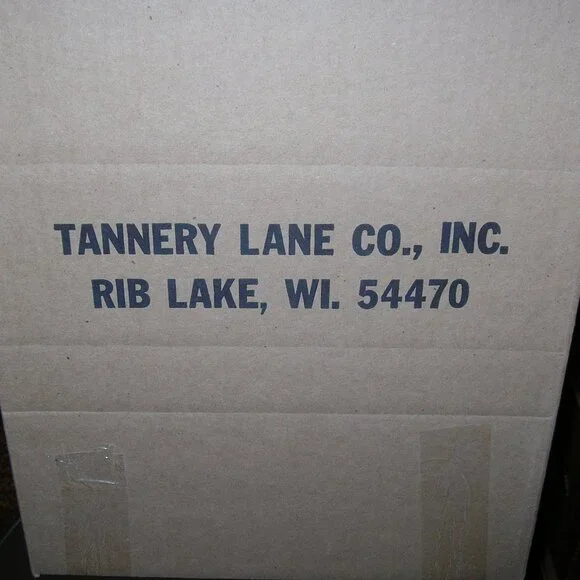 TANNERY LANE CO., INC.
RIB LAKE, WI. 54470